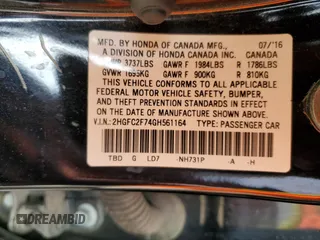 MFD. BY HONDA OF CANADA MFG., 07/'16
A DIVISION OF HONDA CANADA INC. CANADA
GVWR 3737LBS GAWR F 1984LBS R 1786LBS
GVWR 1695KG GAWR F 900KG R 810KG
THIS VEHICLE CONFORMS TO ALL APPLICABLE
FEDERAL MOTOR VEHICLE SAFETY, BUMPER,
AND THEFT PREVENTION STANDARDS IN EFFECT ON
THE DATE OF MANUFACTURE SHOWN ABOVE.
V.I.N.: 2HGFC2F74GH561164 TYPE: PASSENGER CAR
TBD G LD7 -NH731P -A -H
DREAMBID